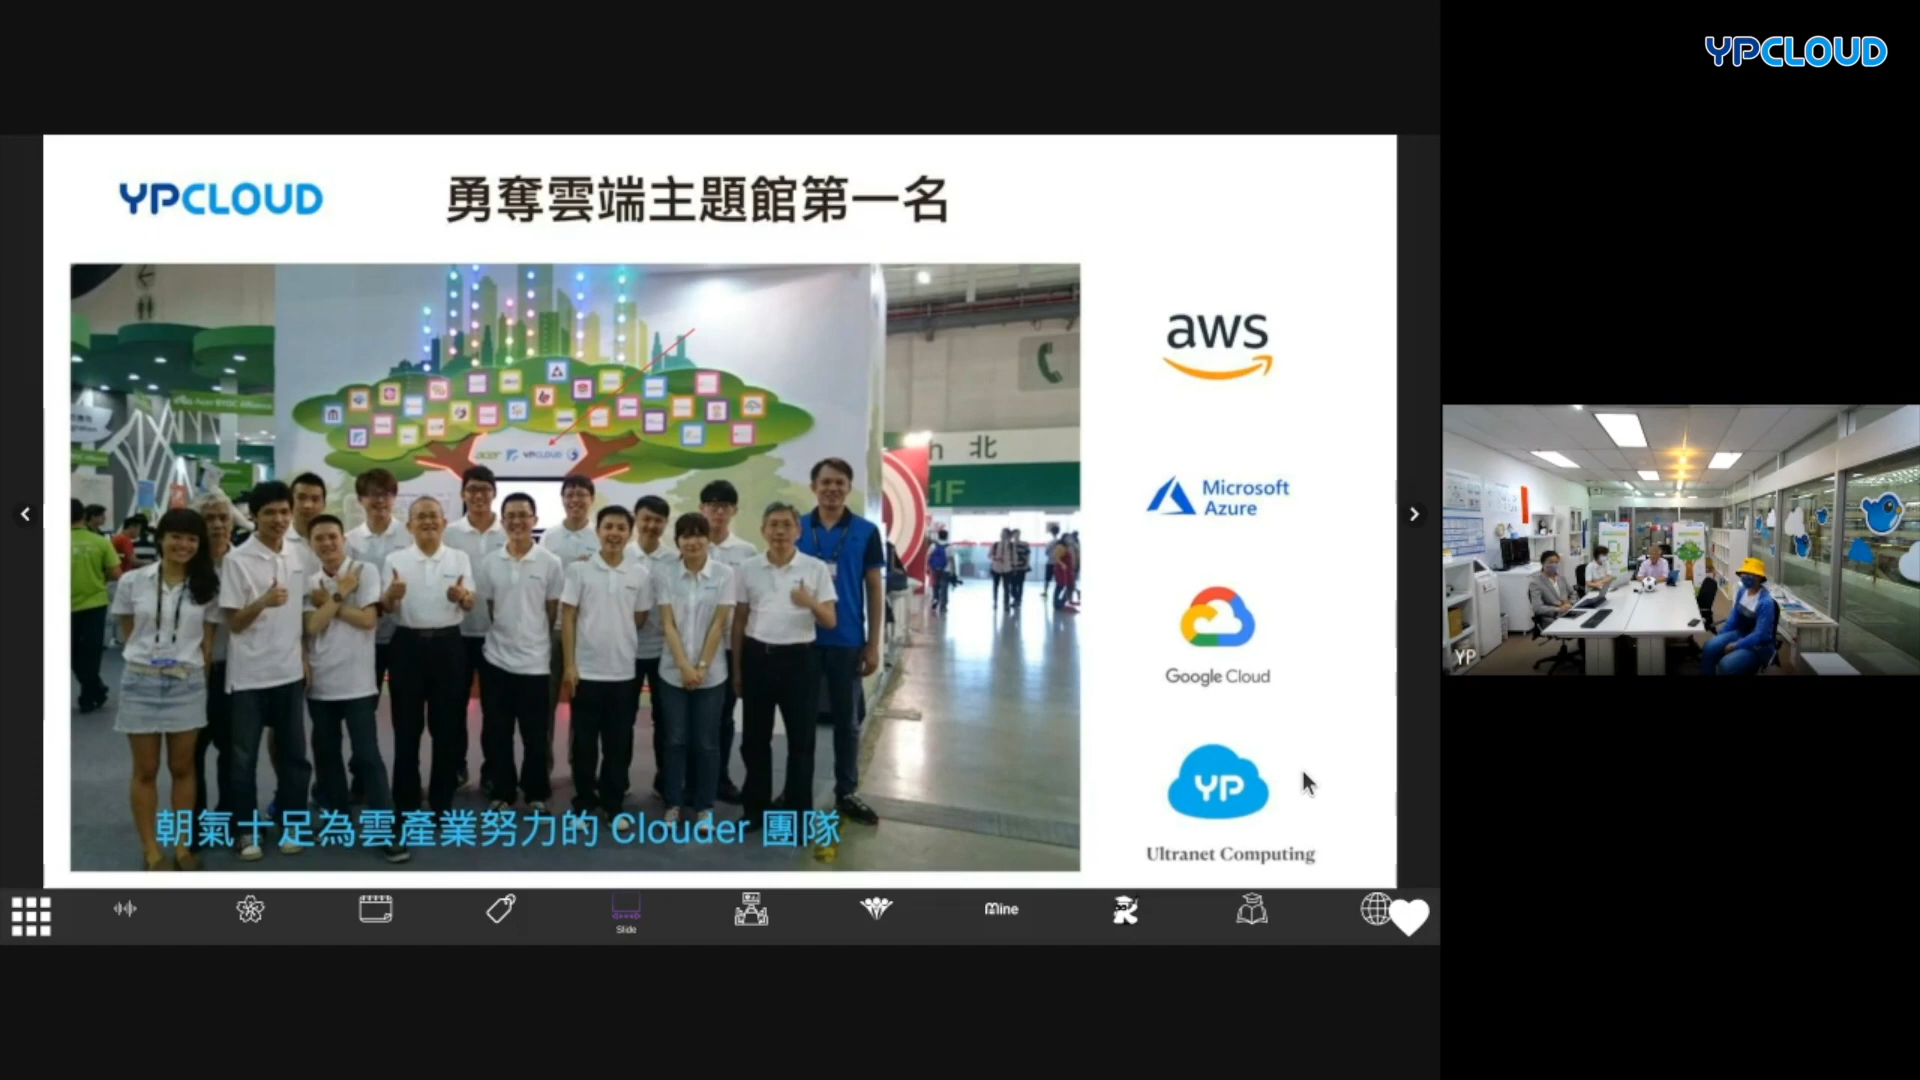 YPCLOUD
YPCLOUD
勇奪雲端主題館第一名
aws
acer YPCLOUD
北
1F
Microsoft
Azure
Google Cloud
YP
Ultranet Computing
朝氣十足為雲產業努力的 Clouder 團隊
YP
Slide
Mine